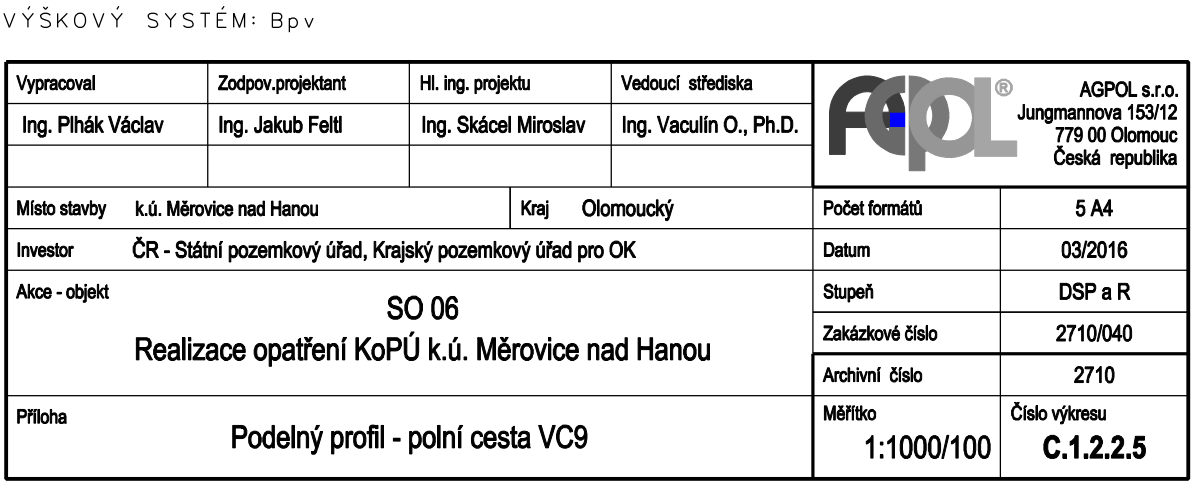 VÝŠKOVÝ SYSTÉM: Bpv
Vypracoval Zodpov.projektant Hl. ing. projektu Vedoucí střediska
Ing. Plhák Václav Ing. Jakub Feltl Ing. Skácel Miroslav Ing. Vaculín O., Ph.D.
AGPOL®
AGPOL s.r.o.
Jungmannova 153/12
779 00 Olomouc
Česká republika
Místo stavby k.ú. Měrovice nad Hanou Kraj Olomoucký
Počet formátů 5 A4
Investor ČR - Státní pozemkový úřad, Krajský pozemkový úřad pro OK
Datum 03/2016
Akce - objekt
SO 06
Realizace opatření KoPÚ k.ú. Měrovice nad Hanou
Stupeň DSP a R
Zakázkové číslo 2710/040
Archivní číslo 2710
Příloha
Podelný profil - polní cesta VC9
Měřítko
1:1000/100
Číslo výkresu
C.1.2.2.5